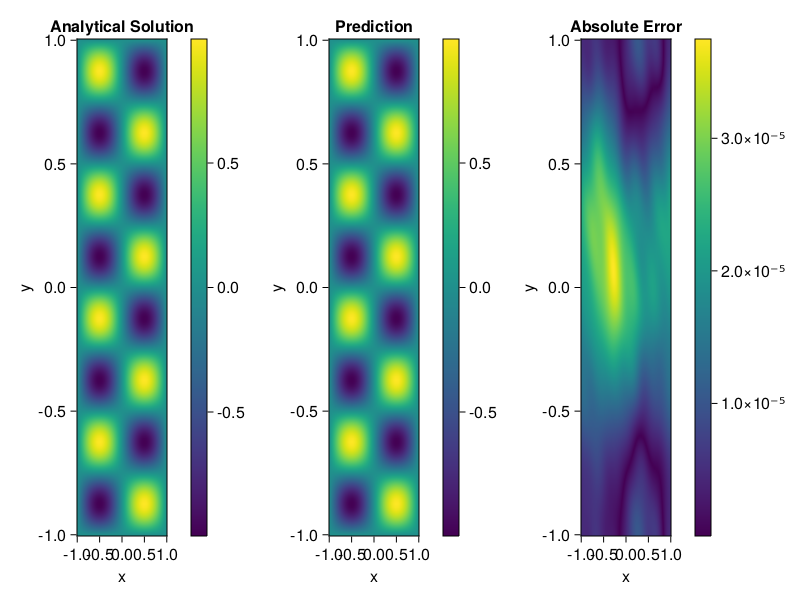 Analytical Solution Prediction Absolute Error
1.0 1.0 1.0
3.0×10⁻⁵
0.5 0.5 0.5 0.5 0.5
2.0×10⁻⁵
y 0.0 0.0 y 0.0 0.0 y 0.0
1.0×10⁻⁵
-0.5 -0.5 -0.5 -0.5 -0.5
-1.0 -1.0 -1.0
-1.0 -0.5 0.0 0.5 1.0 -1.0 -0.5 0.0 0.5 1.0 -1.0 -0.5 0.0 0.5 1.0
x x x